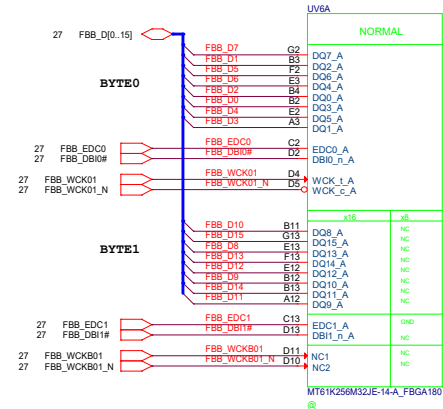 UV6A
NORMAL
27 FBB_D[0..15]
BYTE0
FBB_D7 G2 DQ7_A
FBB_D1 B3 DQ2_A
FBB_D5 F2 DQ6_A
FBB_D6 E3 DQ4_A
FBB_D2 B4 DQ0_A
FBB_D0 B2 DQ3_A
FBB_D4 E2 DQ5_A
FBB_D3 A3 DQ1_A
27 FBB_EDC0 FBB_EDC0 C2 EDC0_A
27 FBB_DBI0# FBB_DBI0# D2 DBI0_n_A
27 FBB_WCK01 FBB_WCK01 D4 WCK_t_A
27 FBB_WCK01_N FBB_WCK01_N D5 WCK_c_A
x16 x8
BYTE1
FBB_D10 B11 DQ8_A NC
FBB_D15 G13 DQ15_A NC
FBB_D8 E13 DQ13_A NC
FBB_D13 F13 DQ14_A NC
FBB_D12 E12 DQ12_A NC
FBB_D9 B12 DQ10_A NC
FBB_D14 B13 DQ11_A NC
FBB_D11 A12 DQ9_A NC
27 FBB_EDC1 FBB_EDC1 C13 EDC1_A GND
27 FBB_DBI1# FBB_DBI1# D13 DBI1_n_A NC
27 FBB_WCKB01 FBB_WCKB01 D11 NC1 NC
27 FBB_WCKB01_N FBB_WCKB01_N D10 NC2 NC
MT61K256M32JE-14-A_FBGA180
@